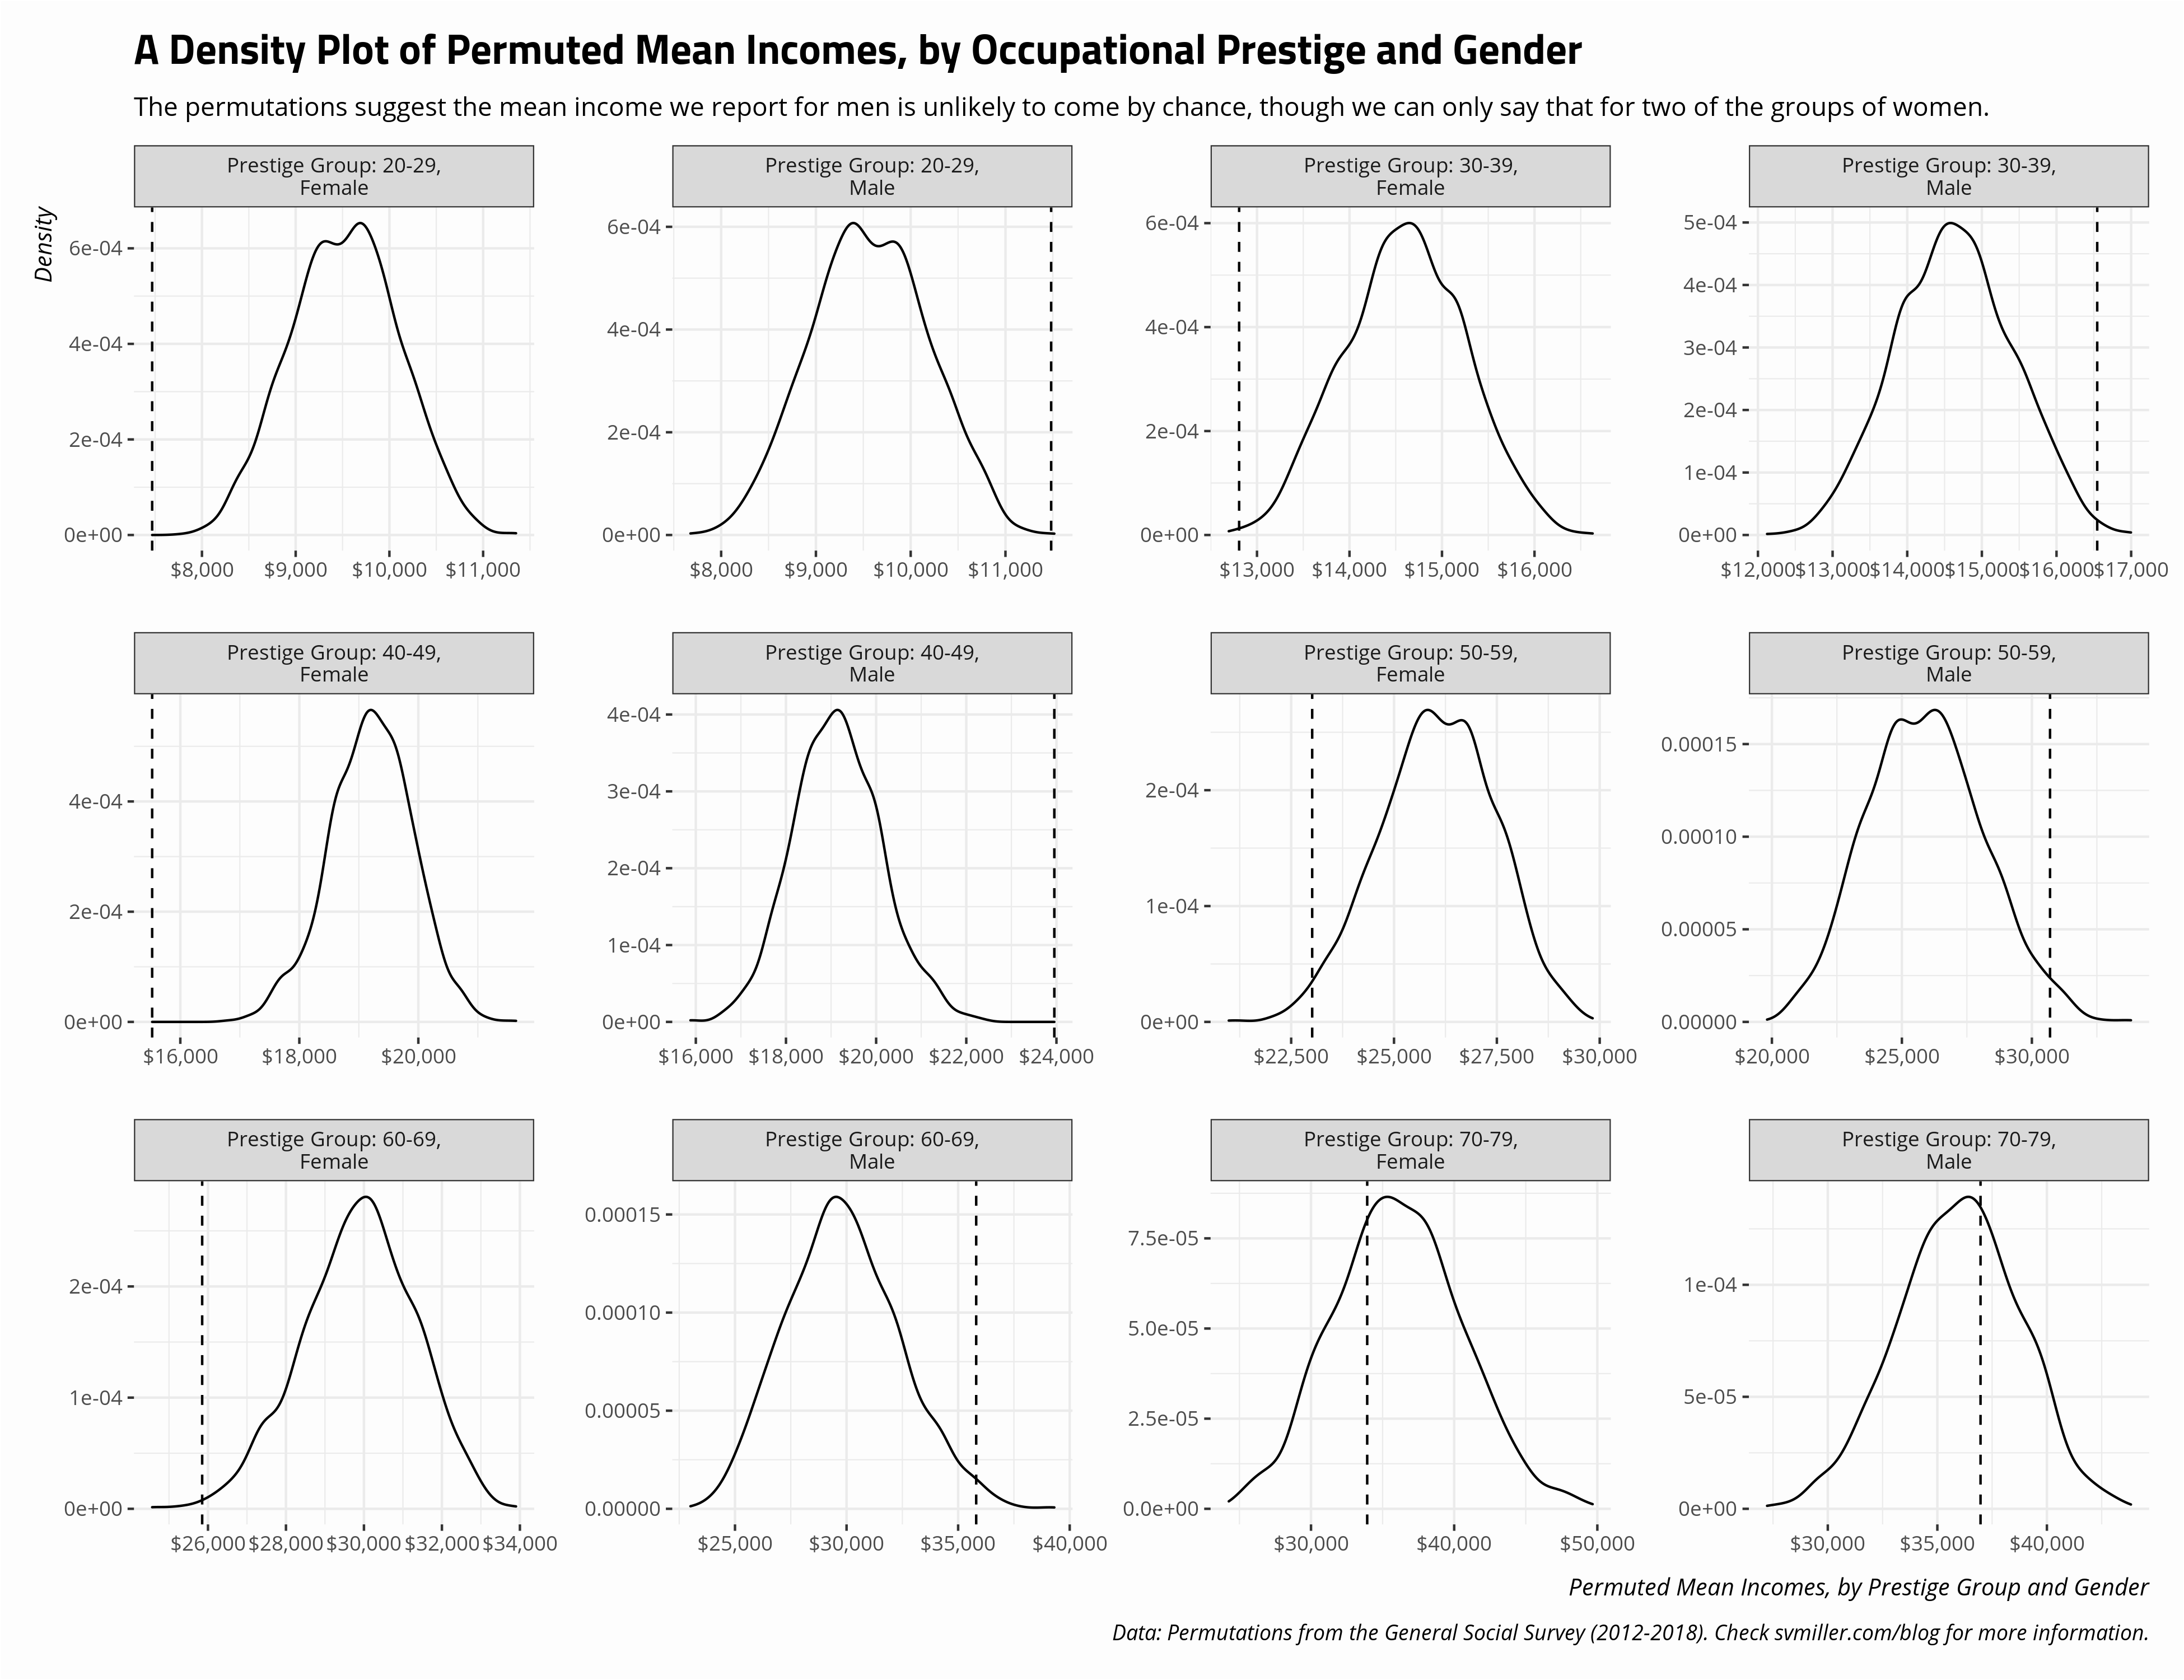 A Density Plot of Permuted Mean Incomes, by Occupational Prestige and Gender
The permutations suggest the mean income we report for men is unlikely to come by chance, though we can only say that for two of the groups of women.
Density
Prestige Group: 20-29,
Female
6e-04
4e-04
2e-04
0e+00
$8,000 $9,000 $10,000 $11,000
Prestige Group: 20-29,
Male
6e-04
4e-04
2e-04
0e+00
$8,000 $9,000 $10,000 $11,000
Prestige Group: 30-39,
Female
6e-04
4e-04
2e-04
0e+00
$13,000 $14,000 $15,000 $16,000
Prestige Group: 30-39,
Male
5e-04
4e-04
3e-04
2e-04
1e-04
0e+00
$12,000 $13,000 $14,000 $15,000 $16,000 $17,000
Prestige Group: 40-49,
Female
4e-04
2e-04
0e+00
$16,000 $18,000 $20,000
Prestige Group: 40-49,
Male
4e-04
3e-04
2e-04
1e-04
0e+00
$16,000 $18,000 $20,000 $22,000 $24,000
Prestige Group: 50-59,
Female
2e-04
1e-04
0e+00
$22,500 $25,000 $27,500 $30,000
Prestige Group: 50-59,
Male
0.00015
0.00010
0.00005
0.00000
$20,000 $25,000 $30,000
Prestige Group: 60-69,
Female
2e-04
1e-04
0e+00
$26,000 $28,000 $30,000 $32,000 $34,000
Prestige Group: 60-69,
Male
0.00015
0.00010
0.00005
0.00000
$25,000 $30,000 $35,000 $40,000
Prestige Group: 70-79,
Female
7.5e-05
5.0e-05
2.5e-05
0.0e+00
$30,000 $40,000 $50,000
Prestige Group: 70-79,
Male
1e-04
5e-05
0e+00
$30,000 $35,000 $40,000
Permuted Mean Incomes, by Prestige Group and Gender
Data: Permutations from the General Social Survey (2012-2018). Check svmiller.com/blog for more information.